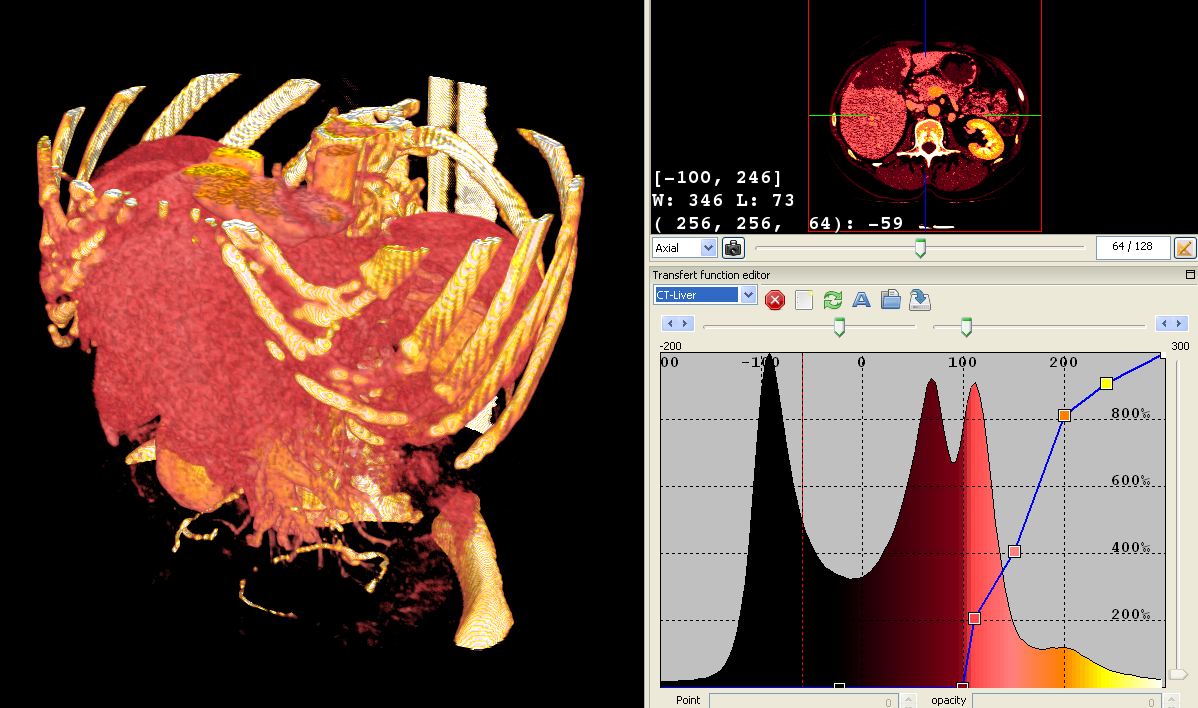 [-100, 246]
W: 346 L: 73
( 256, 256, 64): -59
Axial
64 / 128
Transfert function editor
CT-Liver
-200 300
00 -100 0 100 200
800%
600%
400%
200%
Point 0 opacity 0